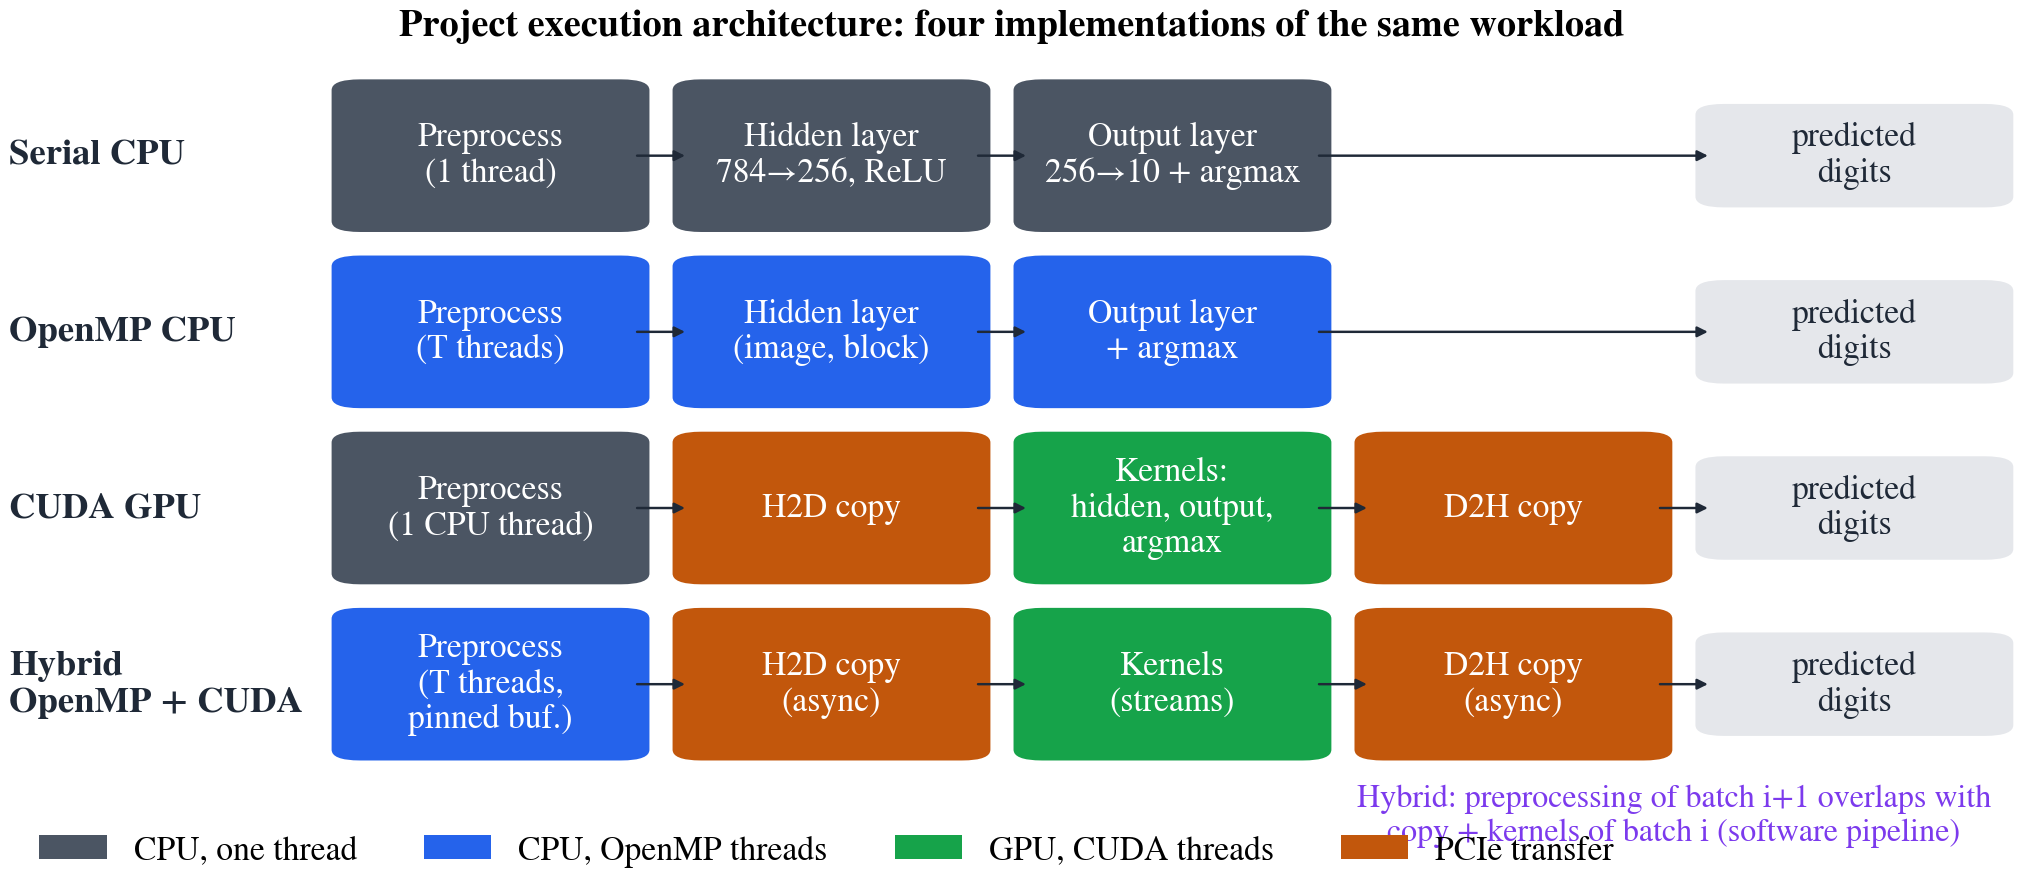 Project execution architecture: four implementations of the same workload
Serial CPU
Preprocess
(1 thread)
Hidden layer
784→256, ReLU
Output layer
256→10 + argmax
predicted
digits
OpenMP CPU
Preprocess
(T threads)
Hidden layer
(image, block)
Output layer
+ argmax
predicted
digits
CUDA GPU
Preprocess
(1 CPU thread)
H2D copy
Kernels:
hidden, output,
argmax
D2H copy
predicted
digits
Hybrid
OpenMP + CUDA
Preprocess
(T threads,
pinned buf.)
H2D copy
(async)
Kernels
(streams)
D2H copy
(async)
predicted
digits
Hybrid: preprocessing of batch i+1 overlaps with
copy + kernels of batch i (software pipeline)
CPU, one thread
CPU, OpenMP threads
GPU, CUDA threads
PCIe transfer